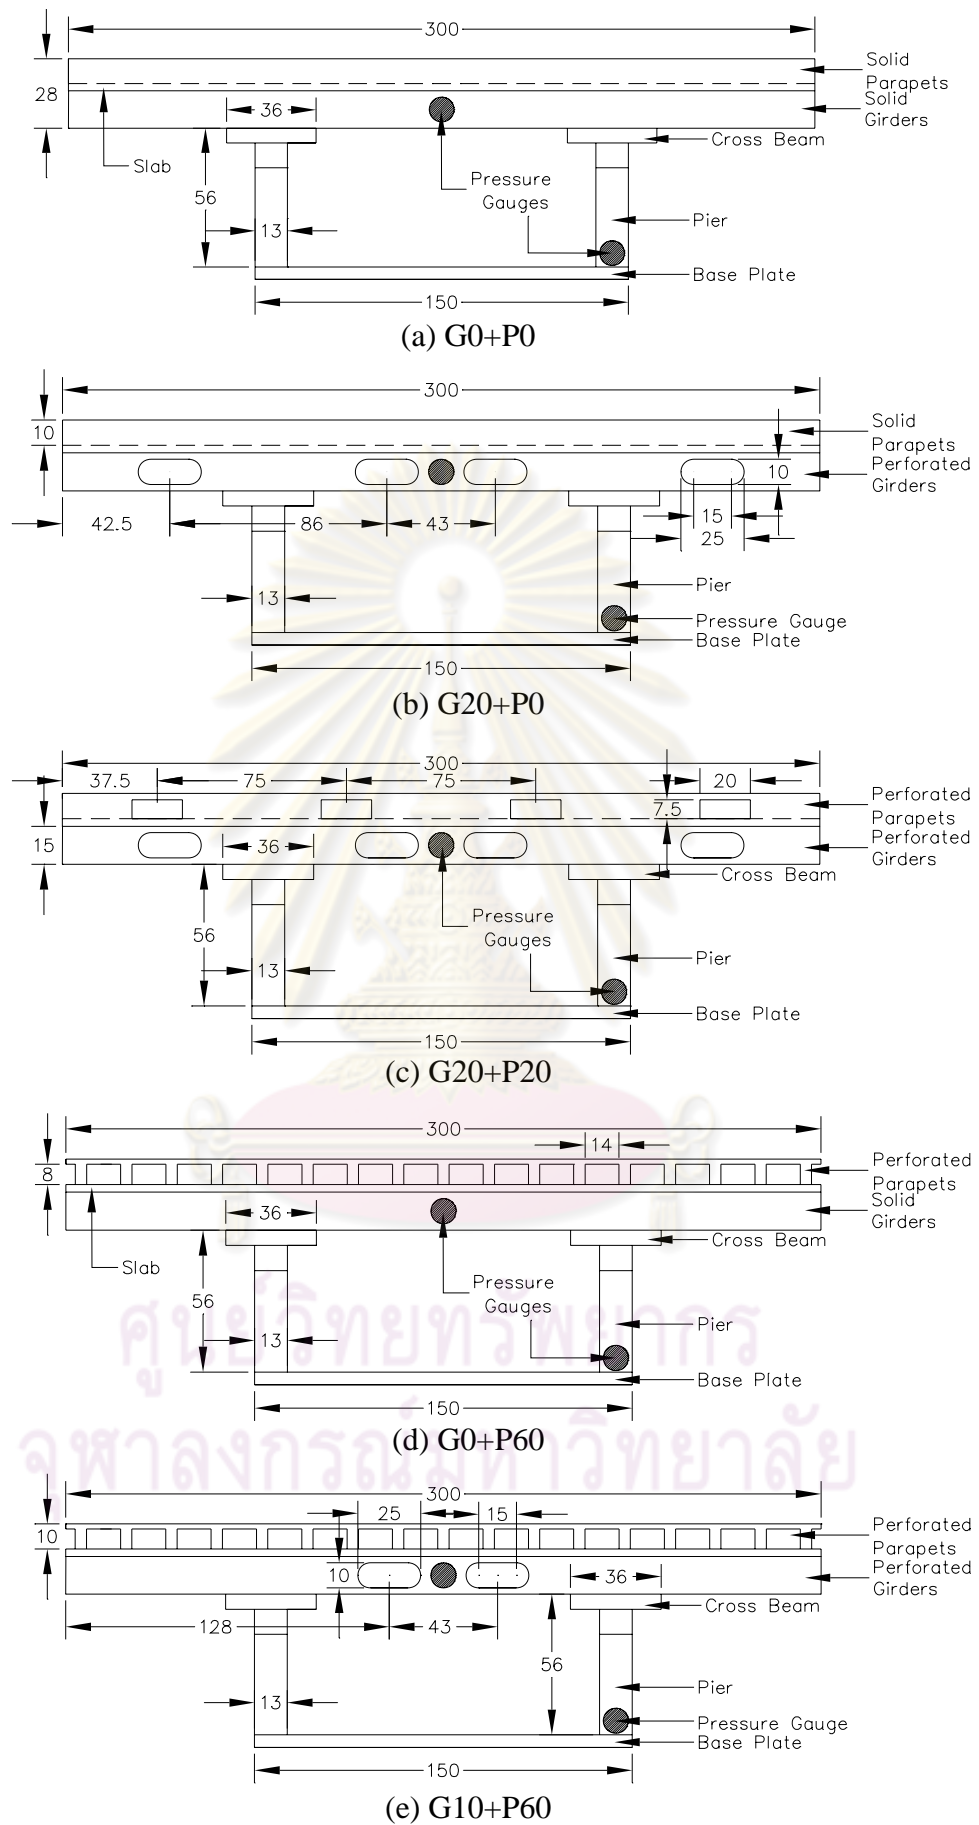 300
Solid
Parapets
28
Solid
Girders
36
Cross Beam
Slab
Pressure
Gauges
56
13
Pier
Base Plate
150
(a) G0+P0
300
10
Solid
Parapets
Perforated
Girders
10
42.5
86
43
15
25
13
Pier
Pressure Gauge
Base Plate
150
(b) G20+P0
300
37.5
75
75
20
Perforated
Parapets
7.5
15
36
Perforated
Girders
Cross Beam
Pressure
Gauges
56
13
Pier
Base Plate
150
(c) G20+P20
300
14
8
Perforated
Parapets
Solid
Girders
36
Cross Beam
Slab
Pressure
Gauges
56
13
Pier
Base Plate
150
(d) G0+P60
300
25
15
10
Perforated
Parapets
Perforated
Girders
10
36
Cross Beam
128
43
56
13
Pier
Pressure Gauge
Base Plate
150
(e) G10+P60
ศูนย์วิทยทรัพยากร
จุฬาลงกรณ์มหาวิทยาลัย